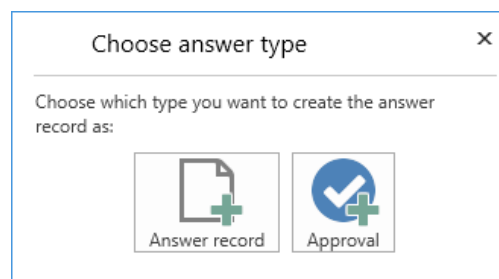 Choose answer type
Choose which type you want to create the answer
record as:
Answer record
Approval